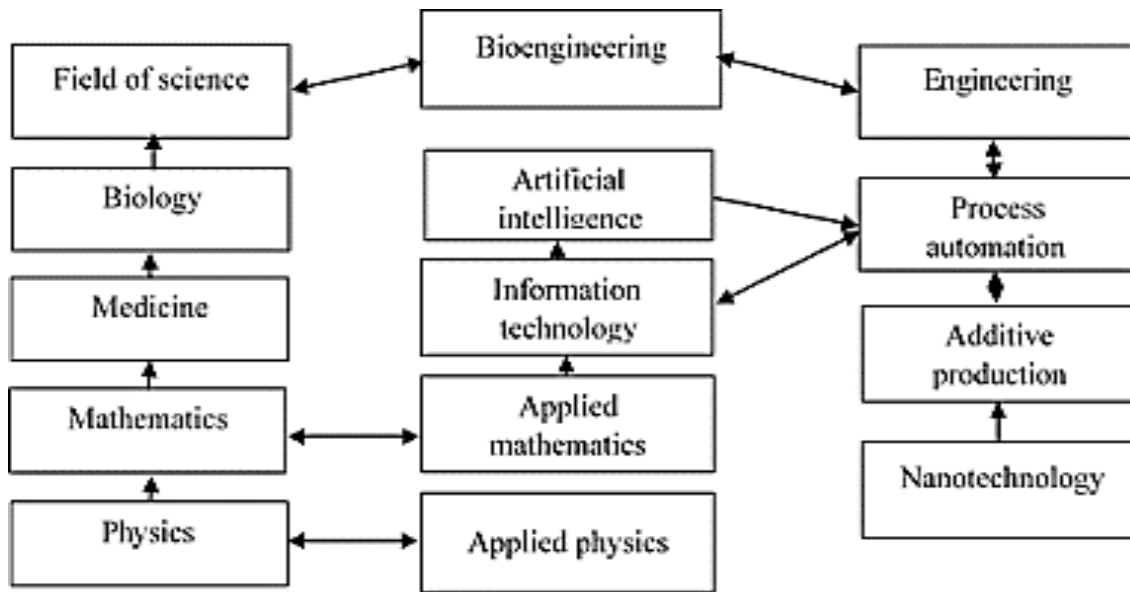 Field of science
Biology
Medicine
Mathematics
Physics
Bioengineering
Artificial
intelligence
Information
technology
Applied
mathematics
Applied physics
Engineering
Process
automation
Additive
production
Nanotechnology